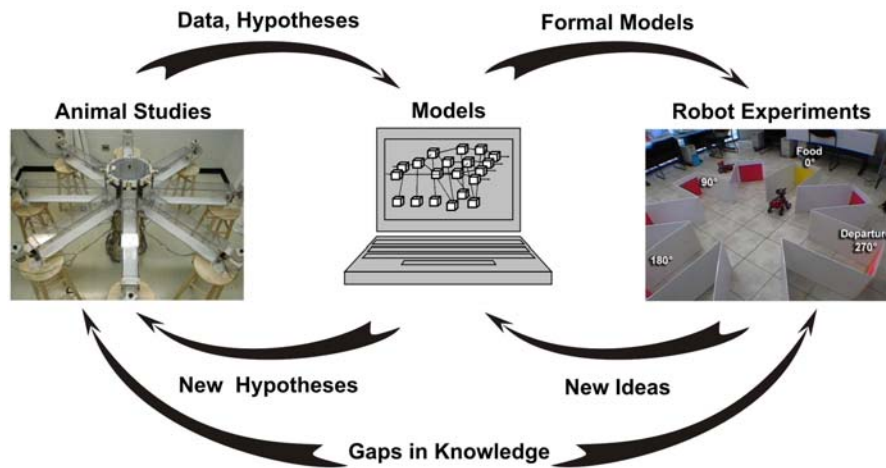 Data, Hypotheses
Formal Models
Animal Studies
Models
Robot Experiments
Food
0°
90°
Departure
270°
180°
New Hypotheses
New Ideas
Gaps in Knowledge